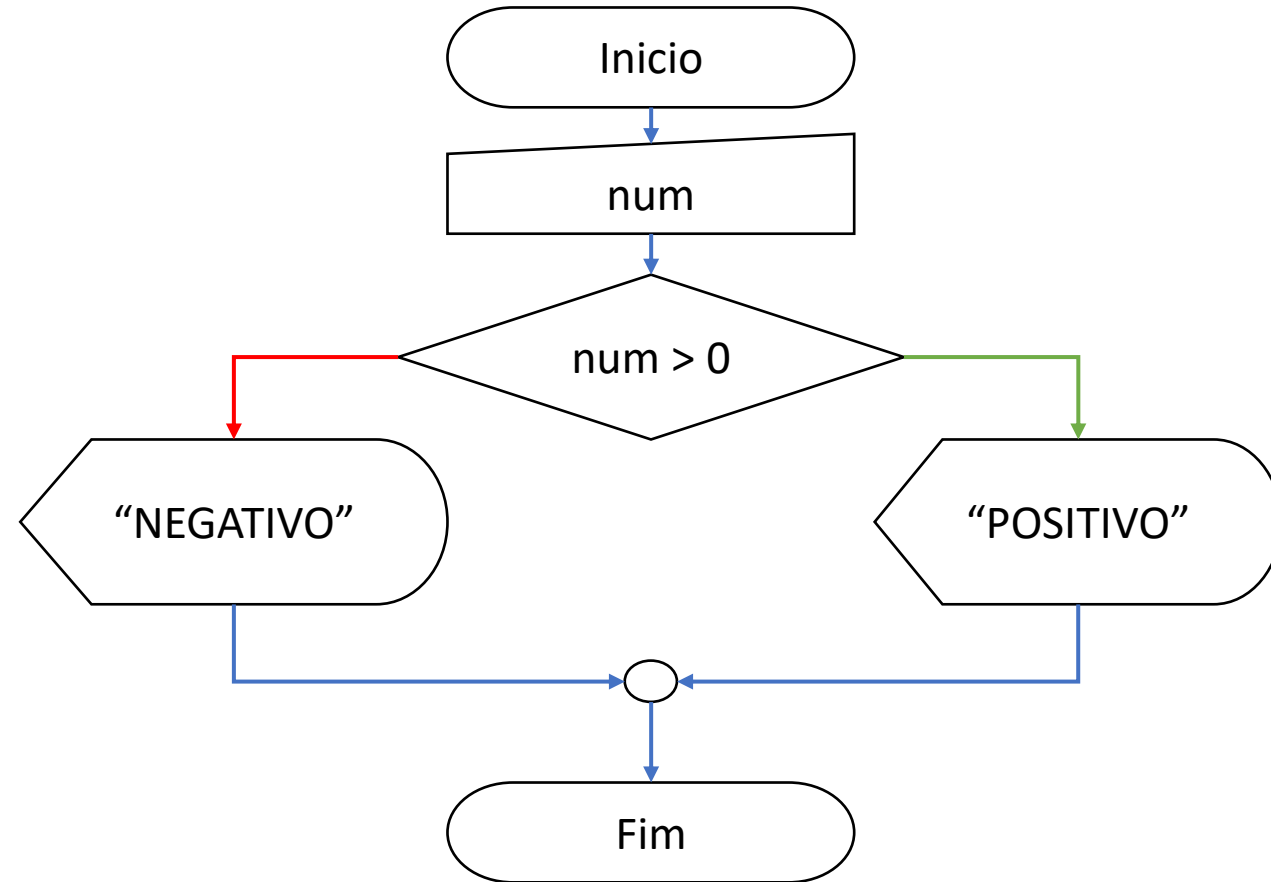 Inicio
num
num > 0
“NEGATIVO”
“POSITIVO”
Fim